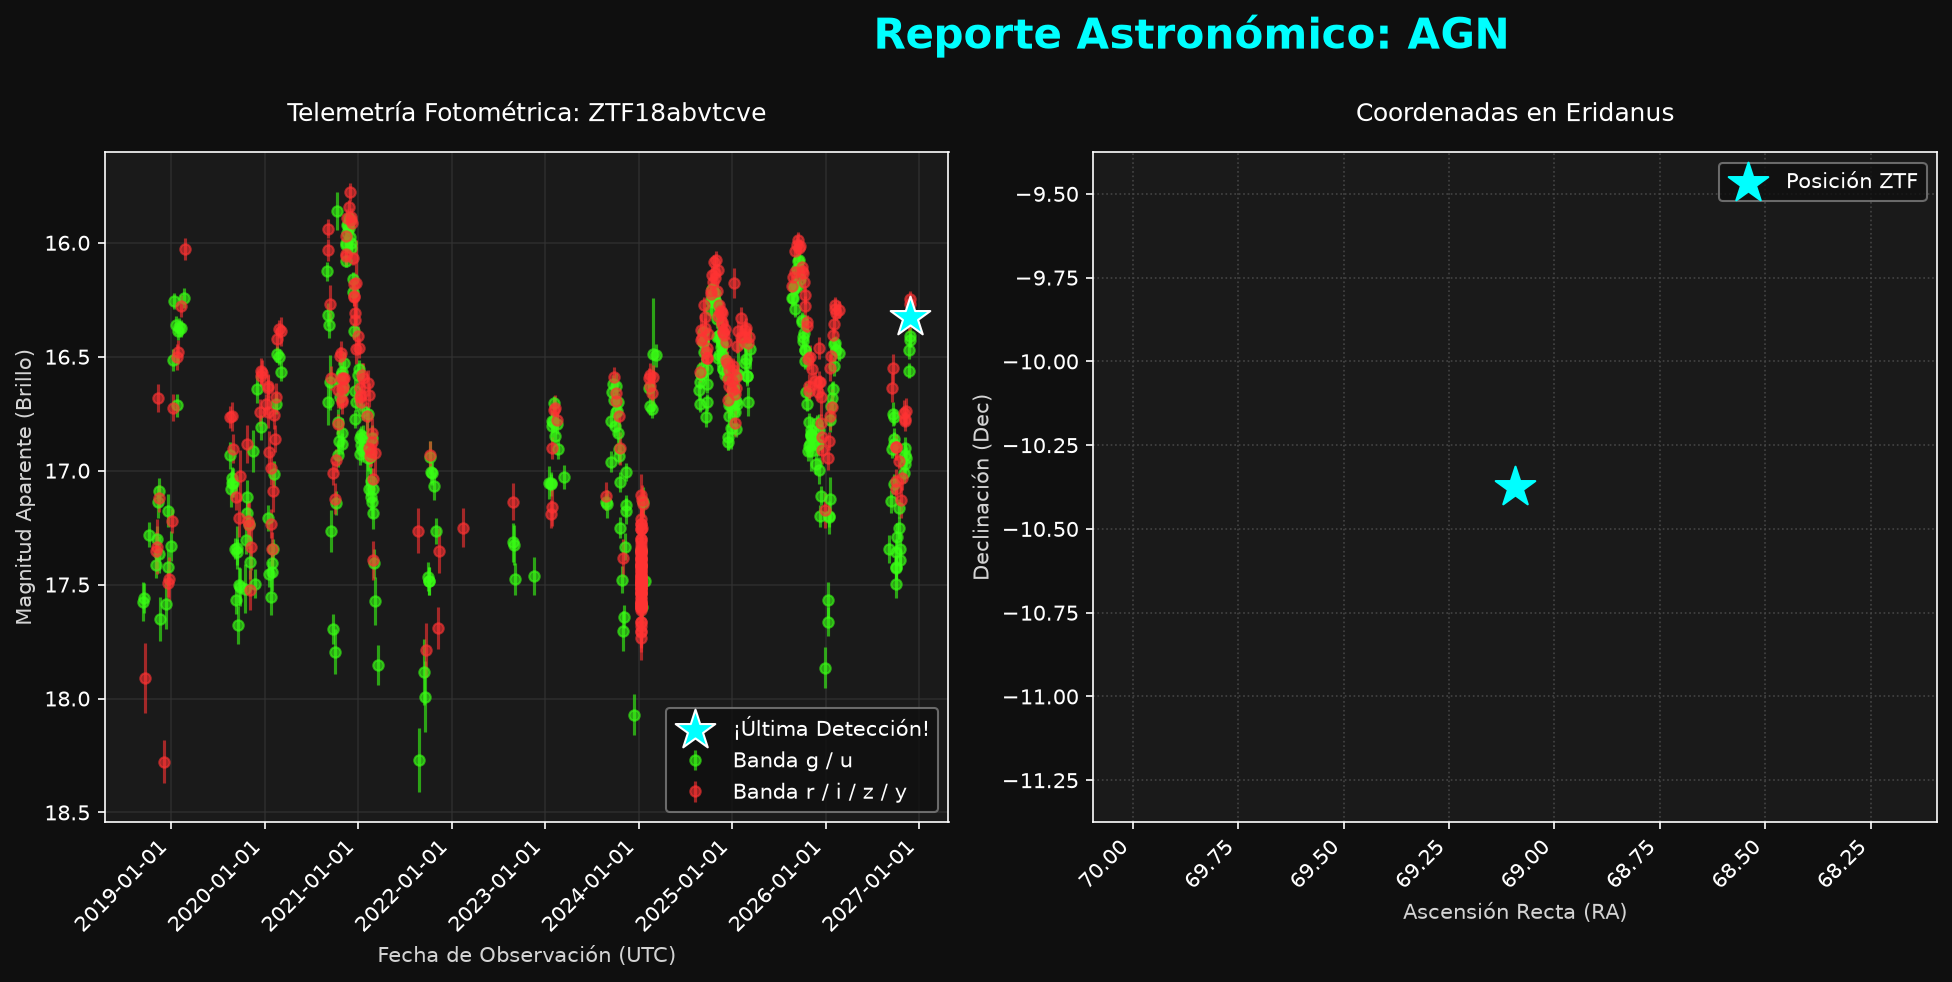 Reporte Astronómico: AGN
Telemetría Fotométrica: ZTF18abvtcve
Magnitud Aparente (Brillo)
16.0
16.5
17.0
17.5
18.0
18.5
¡Última Detección!
Banda g / u
Banda r / i / z / y
2019-01-01
2020-01-01
2021-01-01
2022-01-01
2023-01-01
2024-01-01
2025-01-01
2026-01-01
2027-01-01
Fecha de Observación (UTC)
Coordenadas en Eridanus
Posición ZTF
Declinación (Dec)
−9.50
−9.75
−10.00
−10.25
−10.50
−10.75
−11.00
−11.25
70.00
69.75
69.50
69.25
69.00
68.75
68.50
68.25
Ascensión Recta (RA)